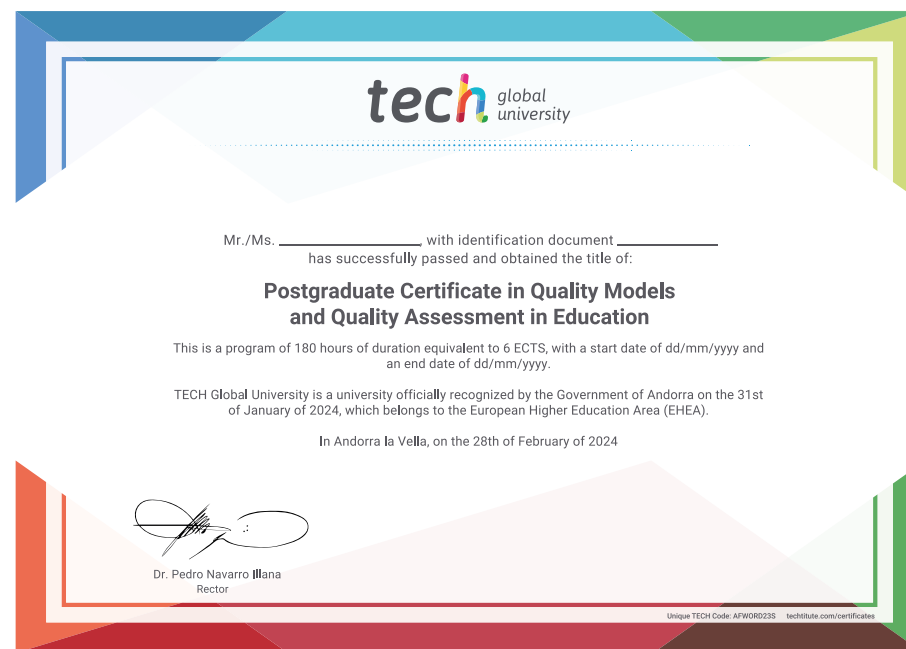 tech global university
Mr./Ms. ____________, with identification document ____________
has successfully passed and obtained the title of:
Postgraduate Certificate in Quality Models
and Quality Assessment in Education
This is a program of 180 hours of duration equivalent to 6 ECTS, with a start date of dd/mm/yyyy and
an end date of dd/mm/yyyy.
TECH Global University is a university officially recognized by the Government of Andorra on the 31st
of January of 2024, which belongs to the European Higher Education Area (EHEA).
In Andorra la Vella, on the 28th of February of 2024
Dr. Pedro Navarro Illana
Rector
Unique TECH Code: AFWORD23S techtitute.com/certificates